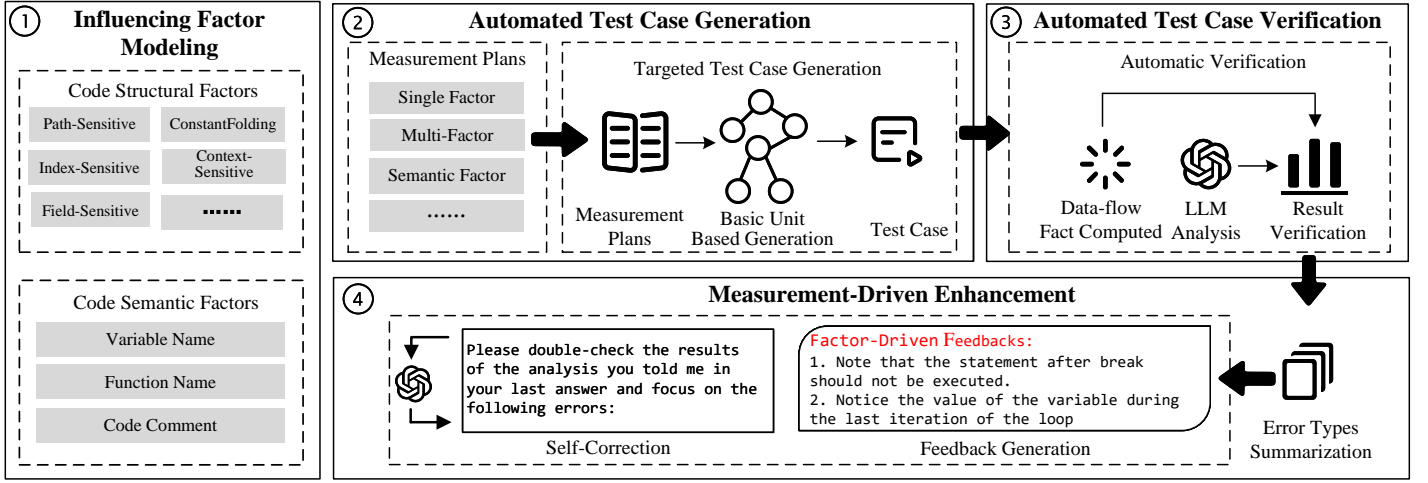 1
Influencing Factor
Modeling
Code Structural Factors
Path-Sensitive
ConstantFolding
Index-Sensitive
Context-
Sensitive
Field-Sensitive
......
Code Semantic Factors
Variable Name
Function Name
Code Comment
2
Automated Test Case Generation
Measurement Plans
Single Factor
Multi-Factor
Semantic Factor
......
Targeted Test Case Generation
Measurement
Plans
Basic Unit
Based Generation
Test Case
3
Automated Test Case Verification
Automatic Verification
Data-flow
Fact Computed
LLM
Analysis
Result
Verification
4
Measurement-Driven Enhancement
Please double-check the results
of the analysis you told me in
your last answer and focus on the
following errors:
Self-Correction
Factor-Driven Feedbacks:
1. Note that the statement after break
should not be executed.
2. Notice the value of the variable during
the last iteration of the loop
Feedback Generation
Error Types
Summarization